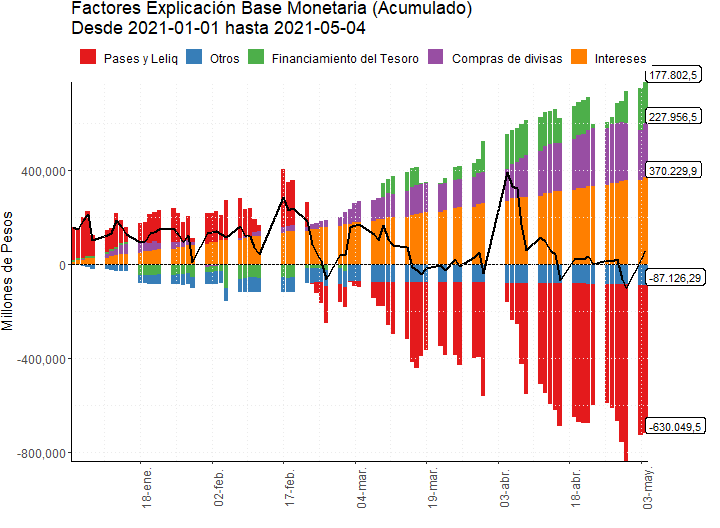 Factores Explicación Base Monetaria (Acumulado)
Desde 2021-01-01 hasta 2021-05-04
Pases y Leliq Otros Financiamiento del Tesoro Compras de divisas Intereses
177.802,5
227.956,5
400,000
370.229,9
Millones de Pesos
0
-87.126,29
-400,000
-630.049,5
-800,000
18-ene.
02-feb.
17-feb.
04-mar.
19-mar.
03-abr.
18-abr.
03-may.